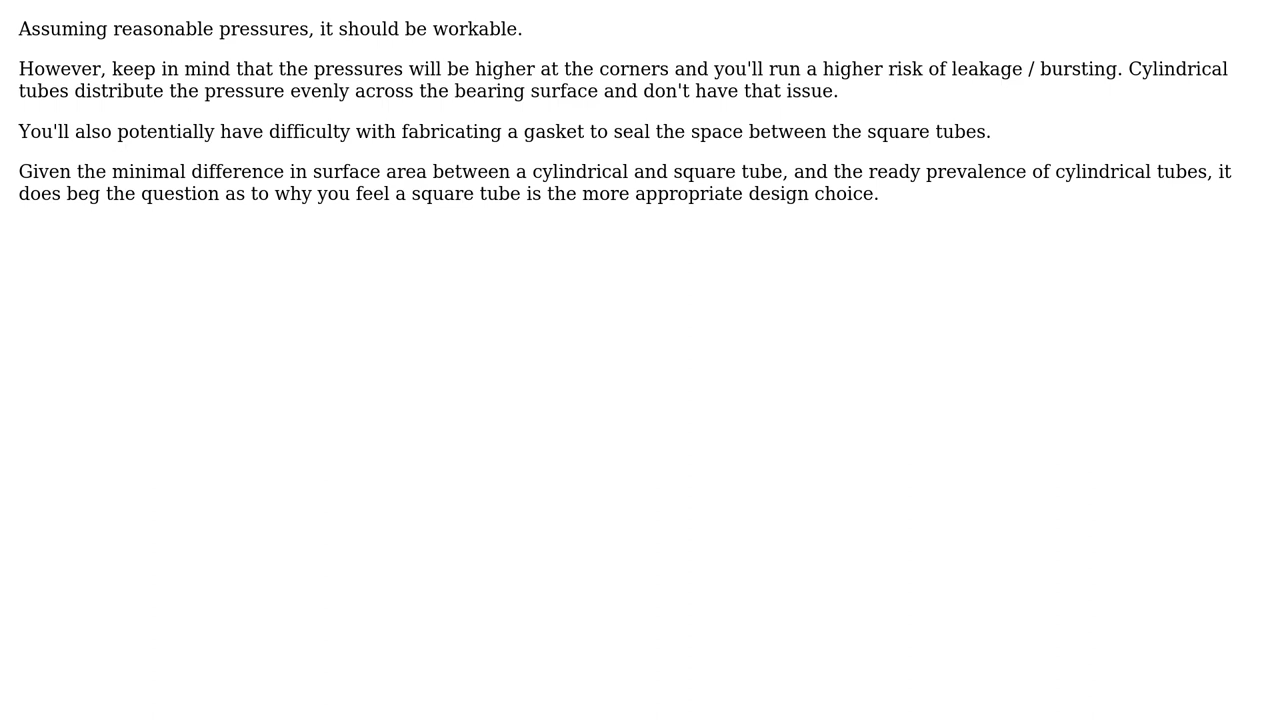 Assuming reasonable pressures, it should be workable.
However, keep in mind that the pressures will be higher at the corners and you'll run a higher risk of leakage / bursting. Cylindrical
tubes distribute the pressure evenly across the bearing surface and don't have that issue.
You'll also potentially have difficulty with fabricating a gasket to seal the space between the square tubes.
Given the minimal difference in surface area between a cylindrical and square tube, and the ready prevalence of cylindrical tubes, it
does beg the question as to why you feel a square tube is the more appropriate design choice.